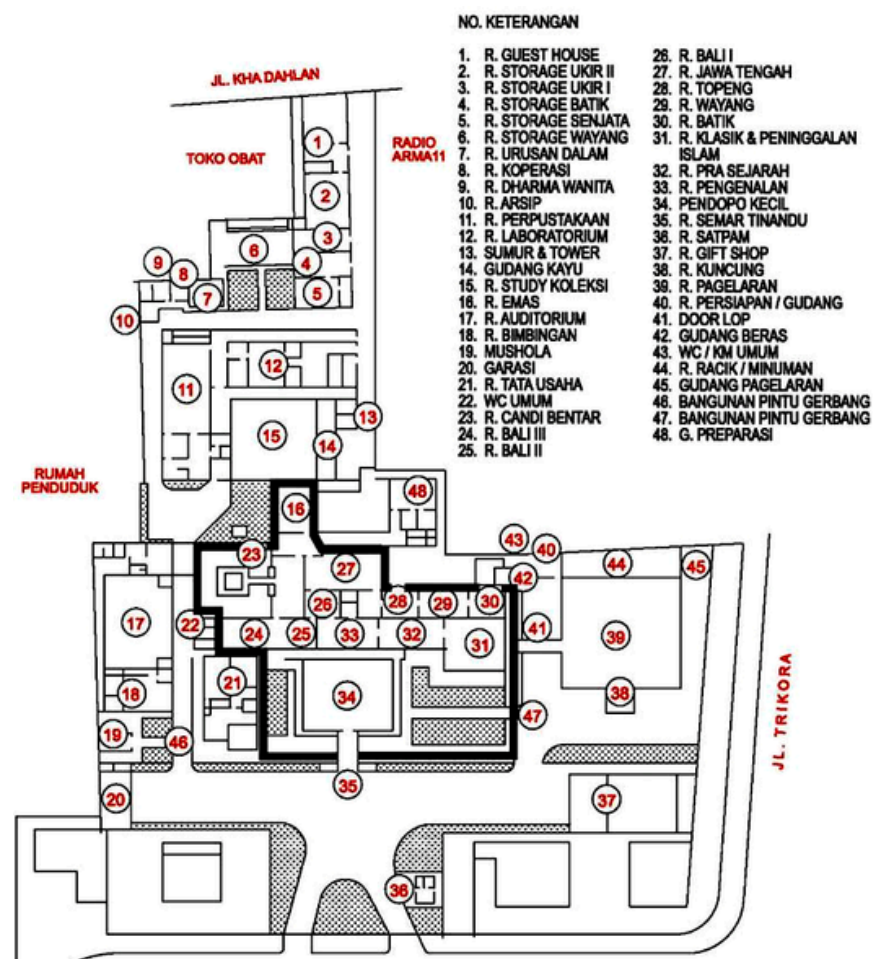 NO. KETERANGAN
1. R. GUEST HOUSE
2. R. STORAGE UKIR II
3. R. STORAGE UKIR I
4. R. STORAGE BATIK
5. R. STORAGE SENJATA
6. R. STORAGE WAYANG
7. R. URUSAN DALAM
8. R. KOPERASI
9. R. DHARMA WANITA
10. R. ARSIP
11. R. PERPUSTAKAAN
12. R. LABORATORIUM
13. SUMUR & TOWER
14. GUDANG KAYU
15. R. STUDY KOLEKSI
16. R. EMAS
17. R. AUDITORIUM
18. R. BIMBINGAN
19. MUSHOLA
20. GARASI
21. R. TATA USAHA
22. WC UMUM
23. R. CANDI BENTAR
24. R. BALI III
25. R. BALI II
26. R. BALI I
27. R. JAWA TENGAH
28. R. TOPENG
29. R. WAYANG
30. R. BATIK
31. R. KLASIK & PENINGGALAN
ISLAM
32. R. PRA SEJARAH
33. R. PENGENALAN
34. PENDOPO KECIL
35. R. SEMAR TINANDU
36. R. SATPAM
37. R. GIFT SHOP
38. R. KUNCUNG
39. R. PAGELARAN
40. R. PERSIAPAN / GUDANG
41. DOOR LOP
42. GUDANG BERAS
43. WC / KM UMUM
44. R. RACIK / MINUMAN
45. GUDANG PAGELARAN
46. BANGUNAN PINTU GERBANG
47. BANGUNAN PINTU GERBANG
48. G. PREPARASI
JL. KHA DAHLAN
TOKO OBAT
RADIO
ARMA11
1
2
3
6
4
9
8
7
5
10
12
11
13
15
14
RUMAH
PENDUDUK
48
16
43
40
23
27
44
45
42
26
28
29
30
17
22
24
25
33
32
41
31
39
21
18
34
38
47
19
46
JL. TRIKORA
35
20
37
36